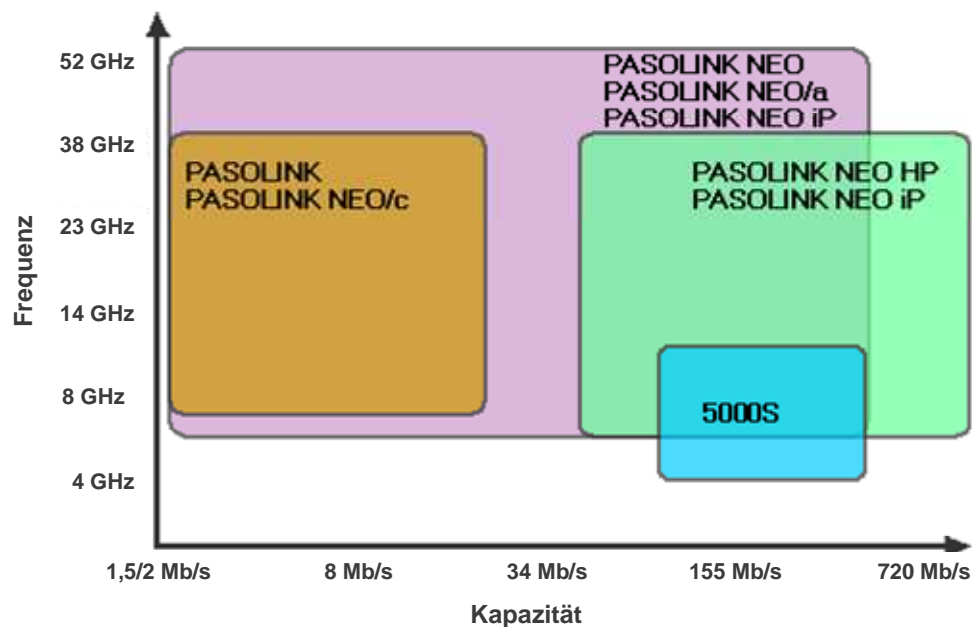 52 GHz
PASOLINK NEO
PASOLINK NEO/a
PASOLINK NEO iP
38 GHz
PASOLINK
PASOLINK NEO/c
PASOLINK NEO HP
PASOLINK NEO iP
23 GHz
Frequenz
14 GHz
8 GHz
5000S
4 GHz
1,5/2 Mb/s
8 Mb/s
34 Mb/s
155 Mb/s
720 Mb/s
Kapazität